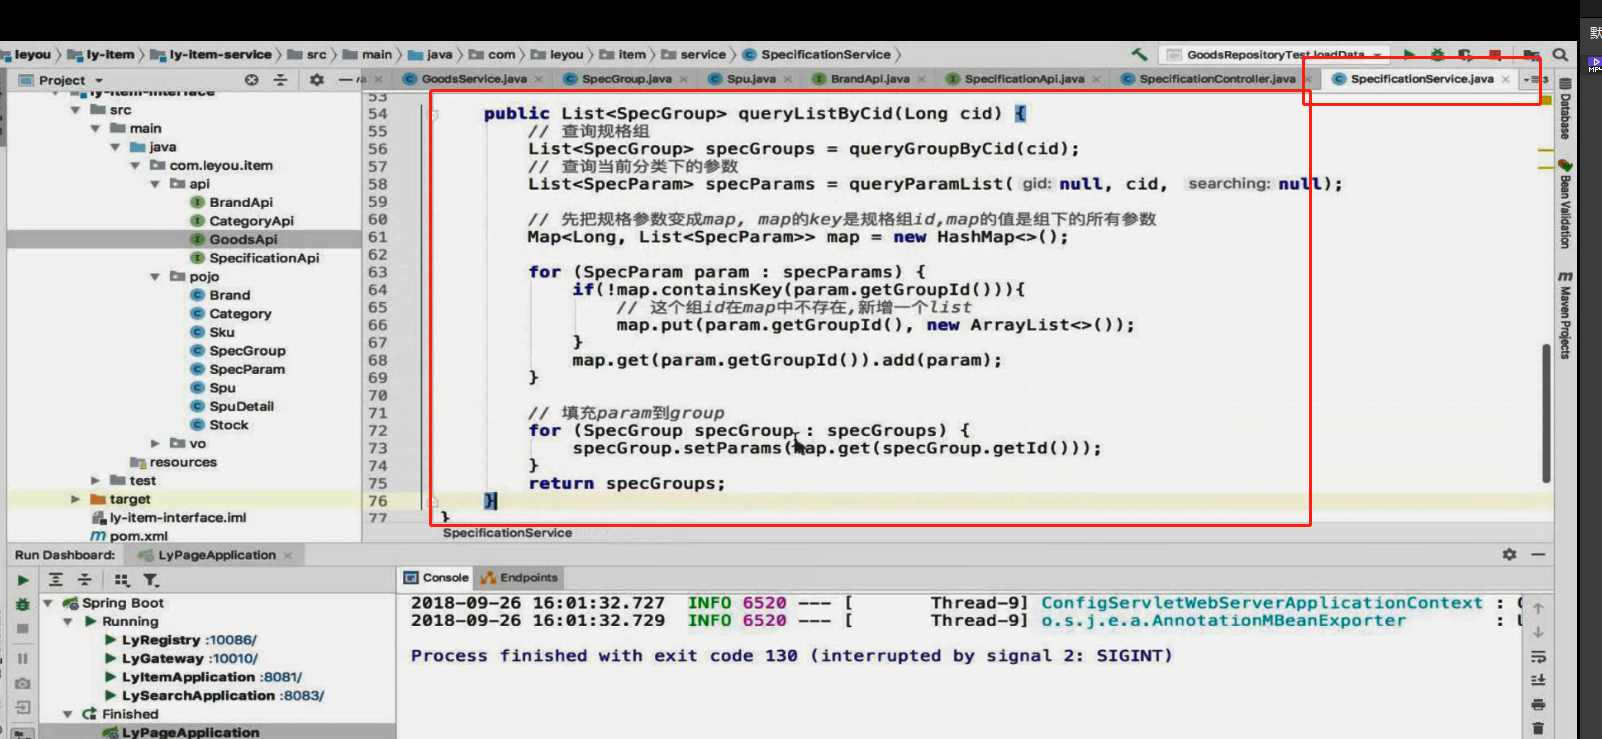 默
leyou ly-item ly-item-service src main java com leyou item service SpecificationService
GoodsRepositoryTest.loadData
Project
GoodsService.java SpecGroup.java Spu.java BrandApi.java SpecificationApi.java SpecificationController.java SpecificationService.java
ly-item-interface
src
main
java
com.leyou.item
api
BrandApi
CategoryApi
GoodsApi
SpecificationApi
pojo
Brand
Category
Sku
SpecGroup
SpecParam
Spu
SpuDetail
Stock
vo
resources
test
target
ly-item-interface.iml
pom.xml
53
54 public List<SpecGroup> queryListByCid(Long cid) {
55 // 查询规格组
56 List<SpecGroup> specGroups = queryGroupByCid(cid);
57 // 查询当前分类下的参数
58 List<SpecParam> specParams = queryParamList( gid: null, cid, searching: null);
59
60 // 先把规格参数变成map, map的key是规格组id,map的值是组下的所有参数
61 Map<Long, List<SpecParam>> map = new HashMap<>();
62
63 for (SpecParam param : specParams) {
64 if(!map.containsKey(param.getGroupId())){
65 // 这个组id在map中不存在,新增一个list
66 map.put(param.getGroupId(), new ArrayList<>());
67 }
68 map.get(param.getGroupId()).add(param);
69 }
70
71 // 填充param到group
72 for (SpecGroup specGroup : specGroups) {
73 specGroup.setParams(map.get(specGroup.getId()));
74 }
75 return specGroups;
76 }
77 }
SpecificationService
Database
Bean Validation
Maven Projects
Run Dashboard: LyPageApplication
Spring Boot
Running
LyRegistry :10086/
LyGateway :10010/
LyItemApplication :8081/
LySearchApplication :8083/
Finished
LyPageApplication
Console Endpoints
2018-09-26 16:01:32.727 INFO 6520 --- [ Thread-9] ConfigServletWebServerApplicationContext :
2018-09-26 16:01:32.729 INFO 6520 --- [ Thread-9] o.s.j.e.a.AnnotationMBeanExporter :
Process finished with exit code 130 (interrupted by signal 2: SIGINT)